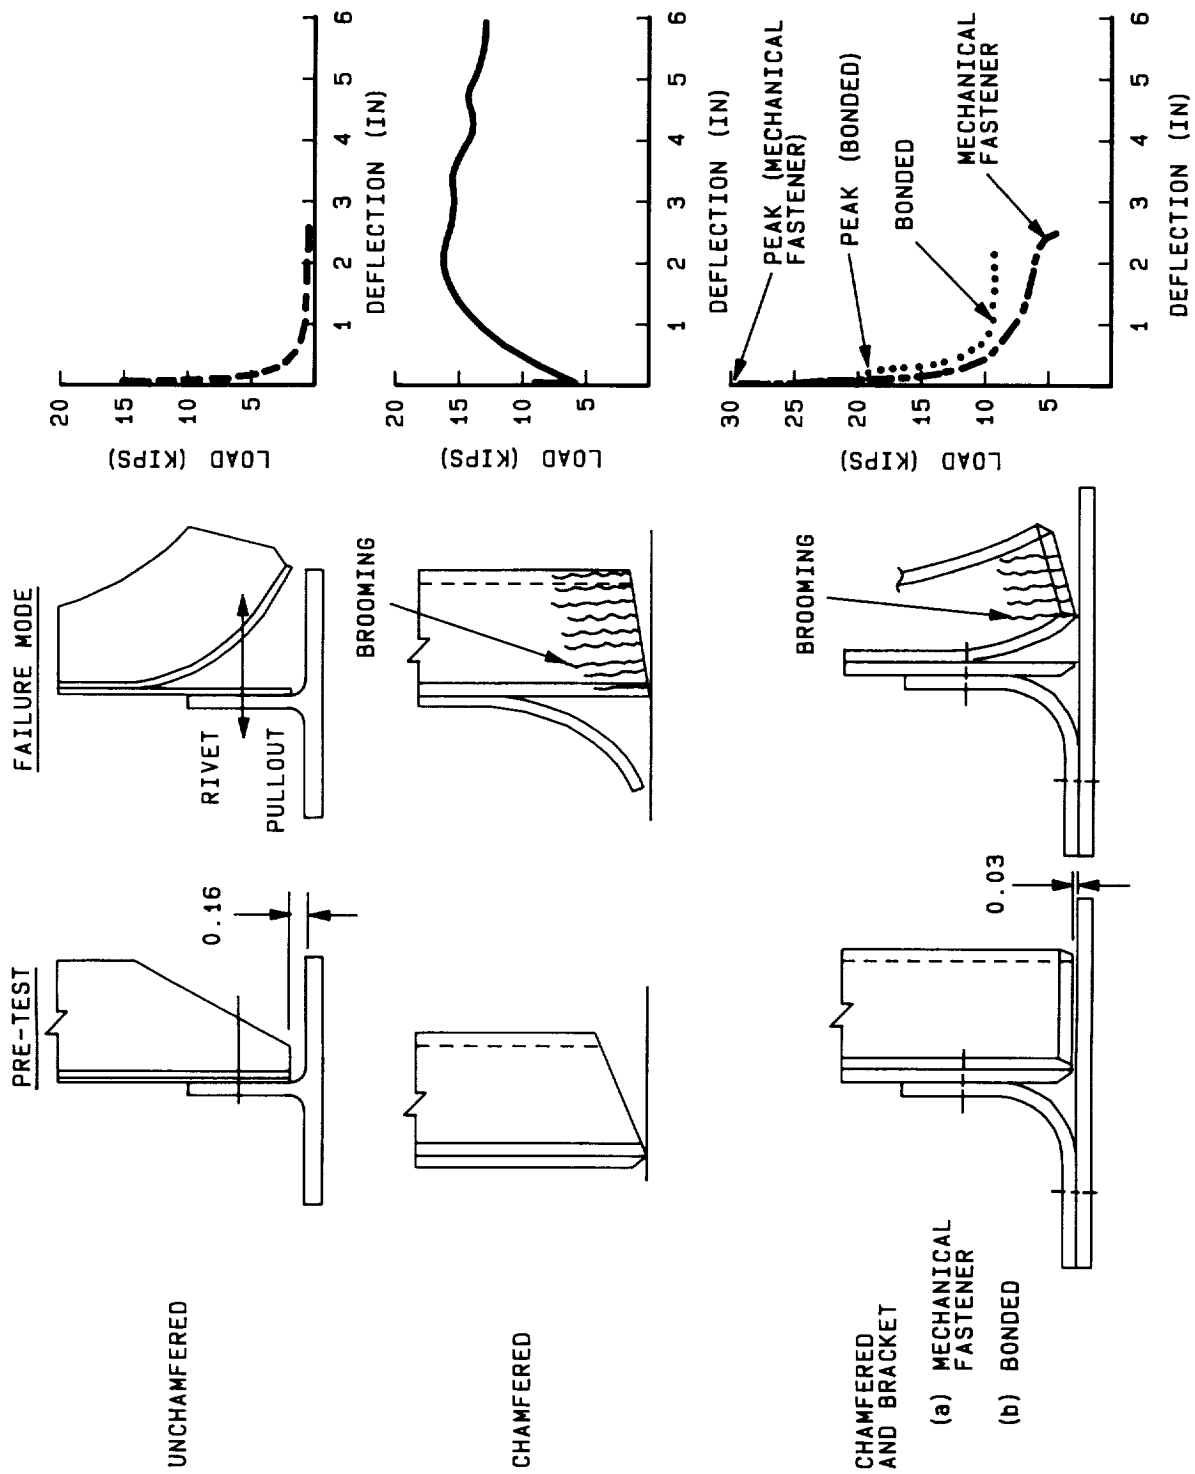 PRE-TEST
FAILURE MODE
UNCHAMFERED
0.16
RIVET
PULLOUT
LOAD (KIPS)
20
15
10
5
1 2 3 4 5 6
DEFLECTION (IN)
CHAMFERED
BROOMING
LOAD (KIPS)
20
15
10
5
1 2 3 4 5 6
DEFLECTION (IN)
CHAMFERED
AND BRACKET
(a) MECHANICAL
FASTENER
(b) BONDED
0.03
BROOMING
LOAD (KIPS)
30
25
20
15
10
5
PEAK (MECHANICAL
FASTENER)
PEAK (BONDED)
BONDED
MECHANICAL
FASTENER
1 2 3 4 5 6
DEFLECTION (IN)